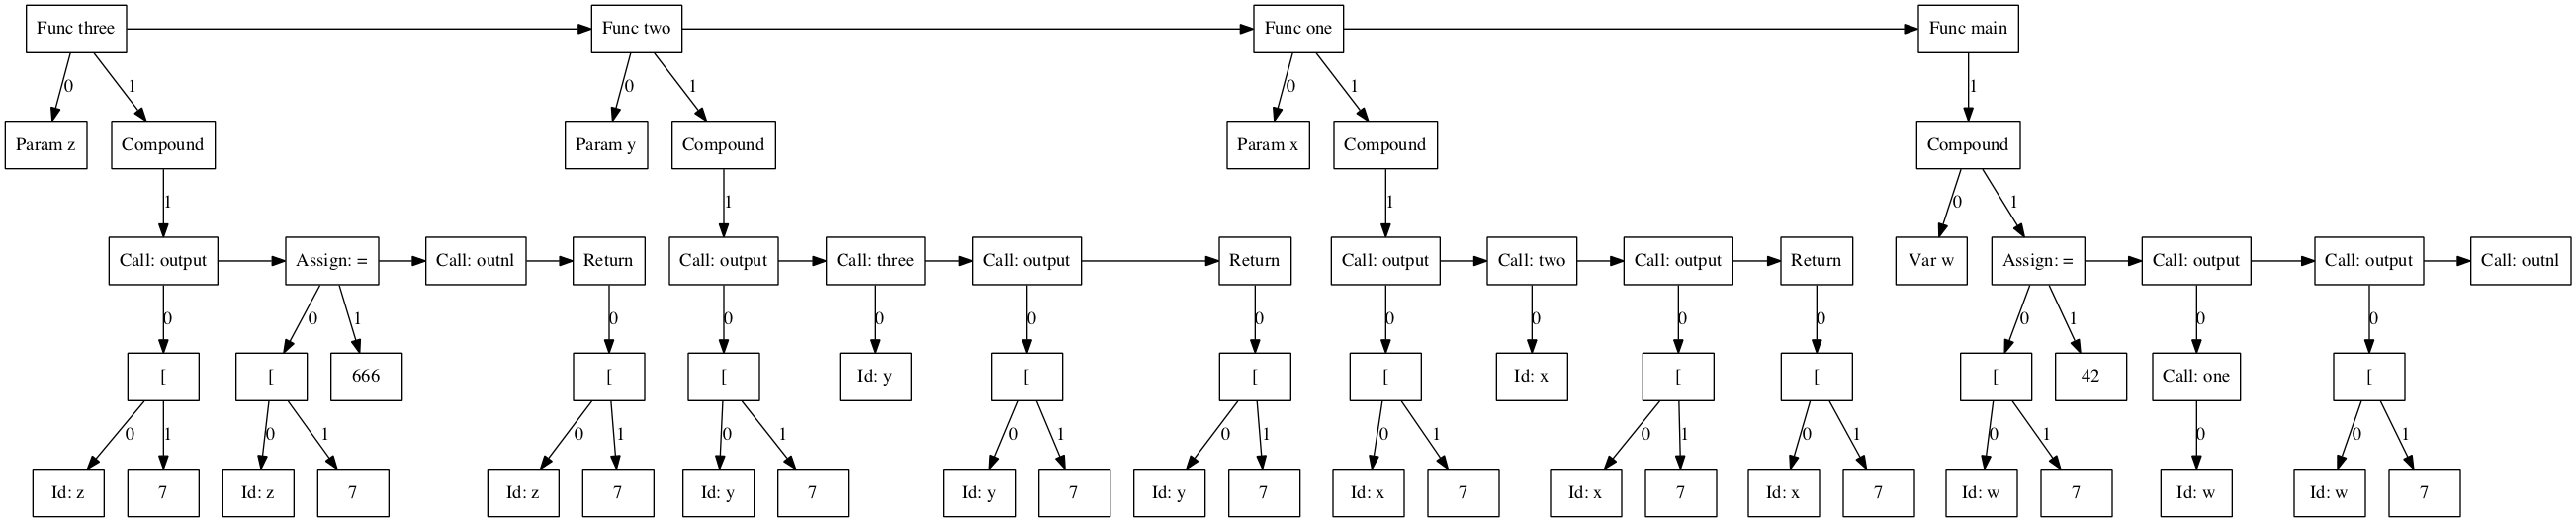 Func three
Func two
Func one
Func main
0
1
0
1
0
1
1
Param z
Compound
Param y
Compound
Param x
Compound
Compound
1
1
1
0
1
Call: output
Assign: =
Call: outnl
Return
Call: output
Call: three
Call: output
Return
Call: output
Call: two
Call: output
Return
Var w
Assign: =
Call: output
Call: output
Call: outnl
0
0
1
0
0
0
0
0
0
0
0
0
0
1
0
0
[
[
666
[
[
Id: y
[
[
[
Id: x
[
[
[
42
Call: one
[
0
1
0
1
0
1
0
1
0
1
0
1
0
1
0
1
0
1
0
1
0
0
1
Id: z
7
Id: z
7
Id: z
7
Id: y
7
Id: y
7
Id: y
7
Id: x
7
Id: x
7
Id: x
7
Id: w
7
Id: w
Id: w
7